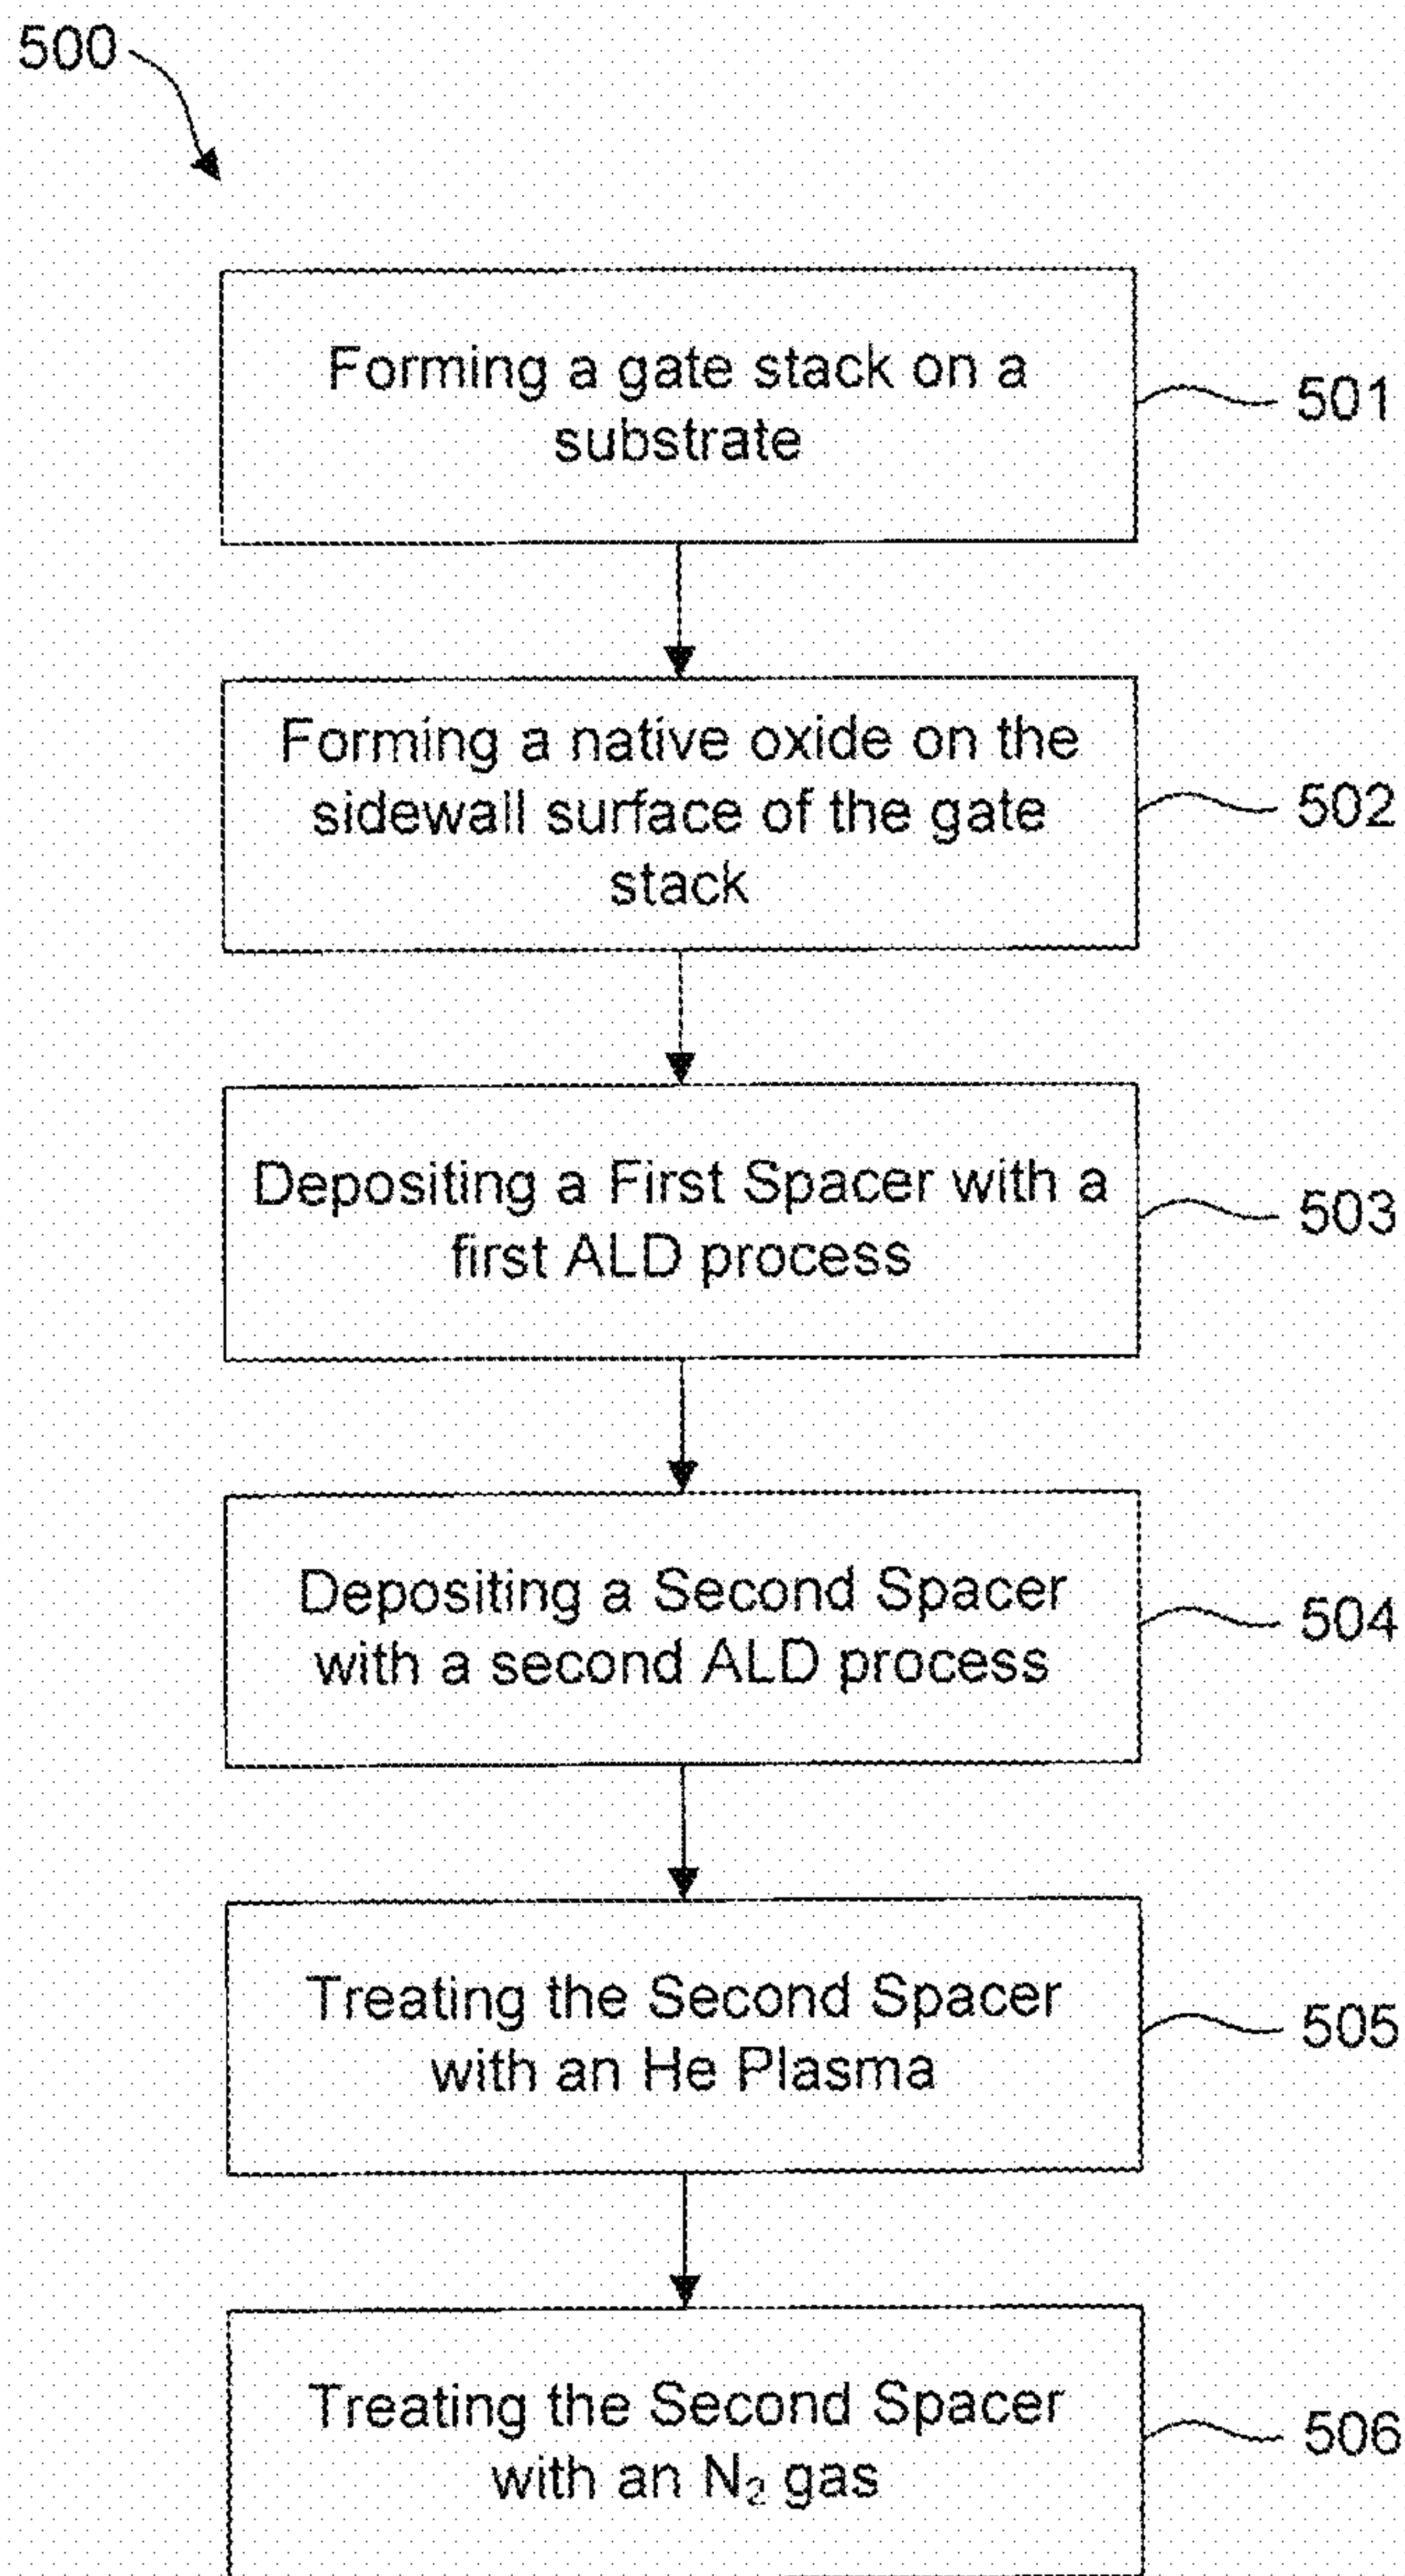 500
Forming a gate stack on a
substrate
501
Forming a native oxide on the
sidewall surface of the gate
stack
502
Depositing a First Spacer with a
first ALD process
503
Depositing a Second Spacer
with a second ALD process
504
Treating the Second Spacer
with an He Plasma
505
Treating the Second Spacer
with an N₂ gas
506